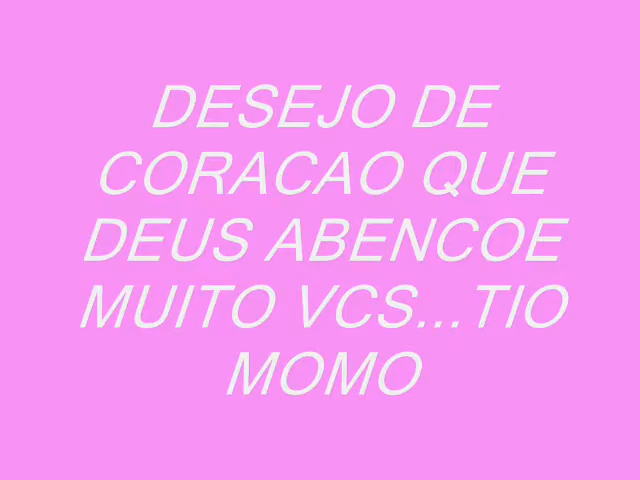 DESEJO DE
CORACAO QUE
DEUS ABENCOE
MUITO VCS...TIO
MOMO